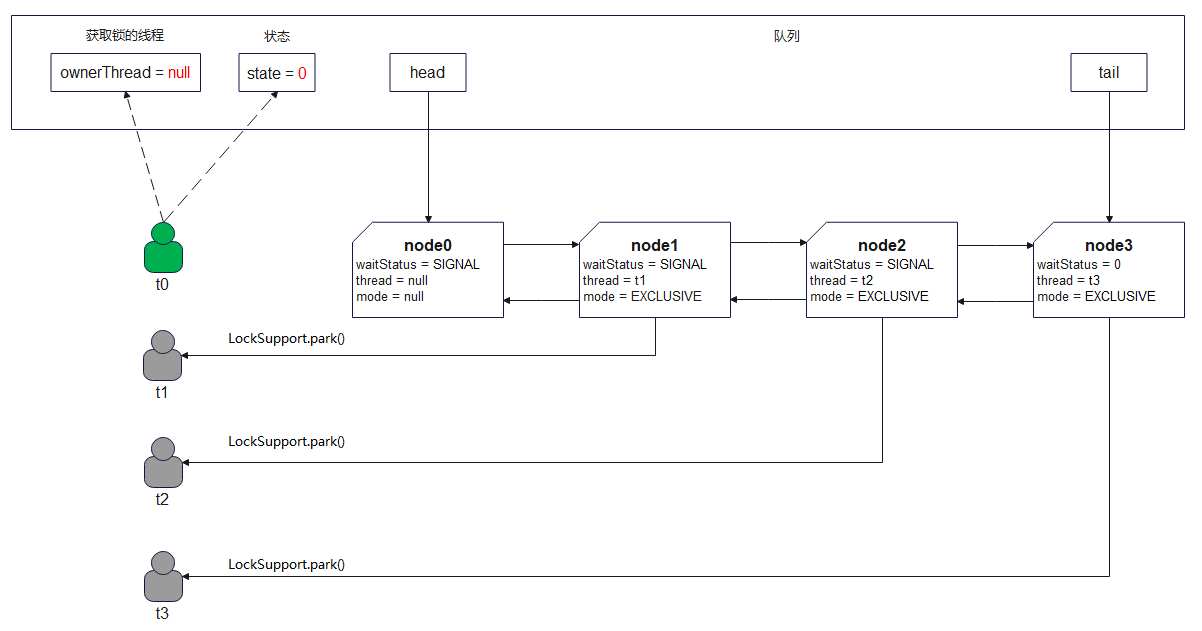 获取锁的线程
状态
队列
ownerThread = null
state = 0
head
tail
node0
waitStatus = SIGNAL
thread = null
mode = null
node1
waitStatus = SIGNAL
thread = t1
mode = EXCLUSIVE
node2
waitStatus = SIGNAL
thread = t2
mode = EXCLUSIVE
node3
waitStatus = 0
thread = t3
mode = EXCLUSIVE
t0
LockSupport.park()
t1
LockSupport.park()
t2
LockSupport.park()
t3